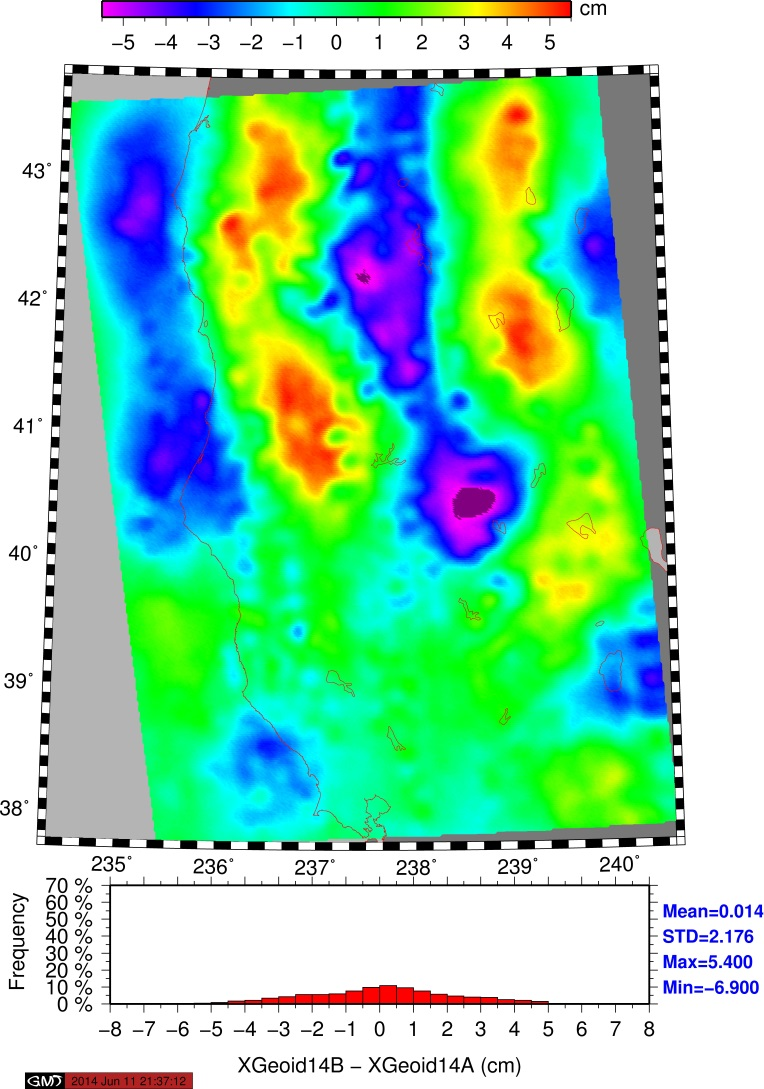 cm
−5 −4 −3 −2 −1 0 1 2 3 4 5
43˚
42˚
41˚
40˚
39˚
38˚
235˚ 236˚ 237˚ 238˚ 239˚ 240˚
Frequency
70 %
60 %
50 %
40 %
30 %
20 %
10 %
0 %
Mean=0.014
STD=2.176
Max=5.400
Min=−6.900
−8 −7 −6 −5 −4 −3 −2 −1 0 1 2 3 4 5 6 7 8
XGeoid14B − XGeoid14A (cm)
GMT 2014 Jun 11 21:37:12